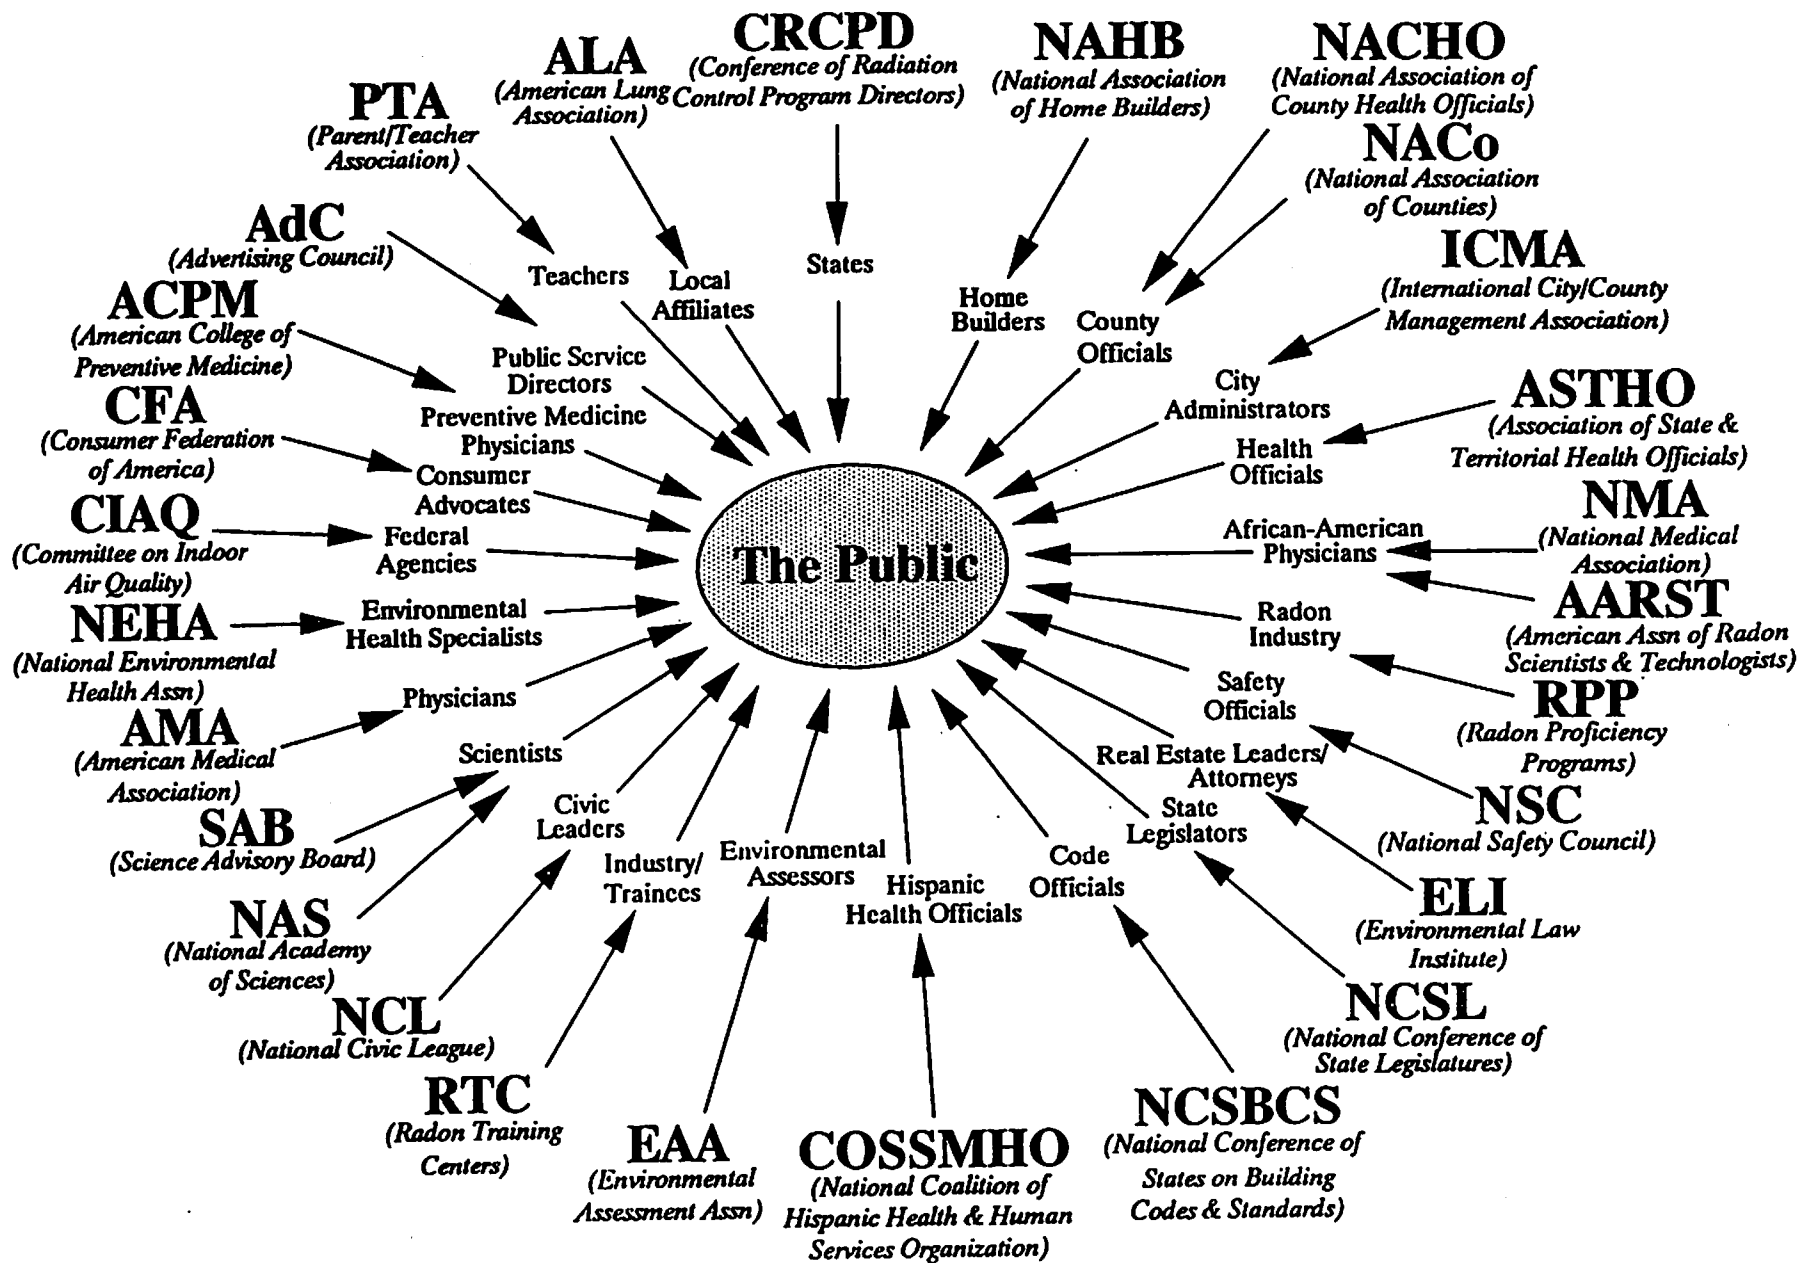 CRCPD
(Conference of Radiation
Control Program Directors)
States
NAHB
(National Association
of Home Builders)
Home
Builders
NACHO
(National Association of
County Health Officials)
NACo
(National Association
of Counties)
County
Officials
ICMA
(International City/County
Management Association)
City
Administrators
ASTHO
(Association of State &
Territorial Health Officials)
Health
Officials
NMA
(National Medical
Association)
African-American
Physicians
AARST
(American Assn of Radon
Scientists & Technologists)
RPP
(Radon Proficiency
Programs)
Radon
Industry
NSC
(National Safety Council)
Safety
Officials
ELI
(Environmental Law
Institute)
Real Estate Leaders/
Attorneys
NCSL
(National Conference of
State Legislatures)
State
Legislators
NCSBCS
(National Conference of
States on Building
Codes & Standards)
Code
Officials
COSSMHO
(National Coalition of
Hispanic Health & Human
Services Organization)
Hispanic
Health Officials
EAA
(Environmental
Assessment Assn)
Environmental
Assessors
RTC
(Radon Training
Centers)
Industry/
Trainees
NCL
(National Civic League)
Civic
Leaders
NAS
(National Academy
of Sciences)
SAB
(Science Advisory Board)
Scientists
AMA
(American Medical
Association)
Physicians
NEHA
(National Environmental
Health Assn)
Environmental
Health Specialists
CIAQ
(Committee on Indoor
Air Quality)
Federal
Agencies
CFA
(Consumer Federation
of America)
Consumer
Advocates
ACPM
(American College of
Preventive Medicine)
Preventive Medicine
Physicians
AdC
(Advertising Council)
Public Service
Directors
PTA
(Parent/Teacher
Association)
Teachers
ALA
(American Lung
Association)
Local
Affiliates
The Public